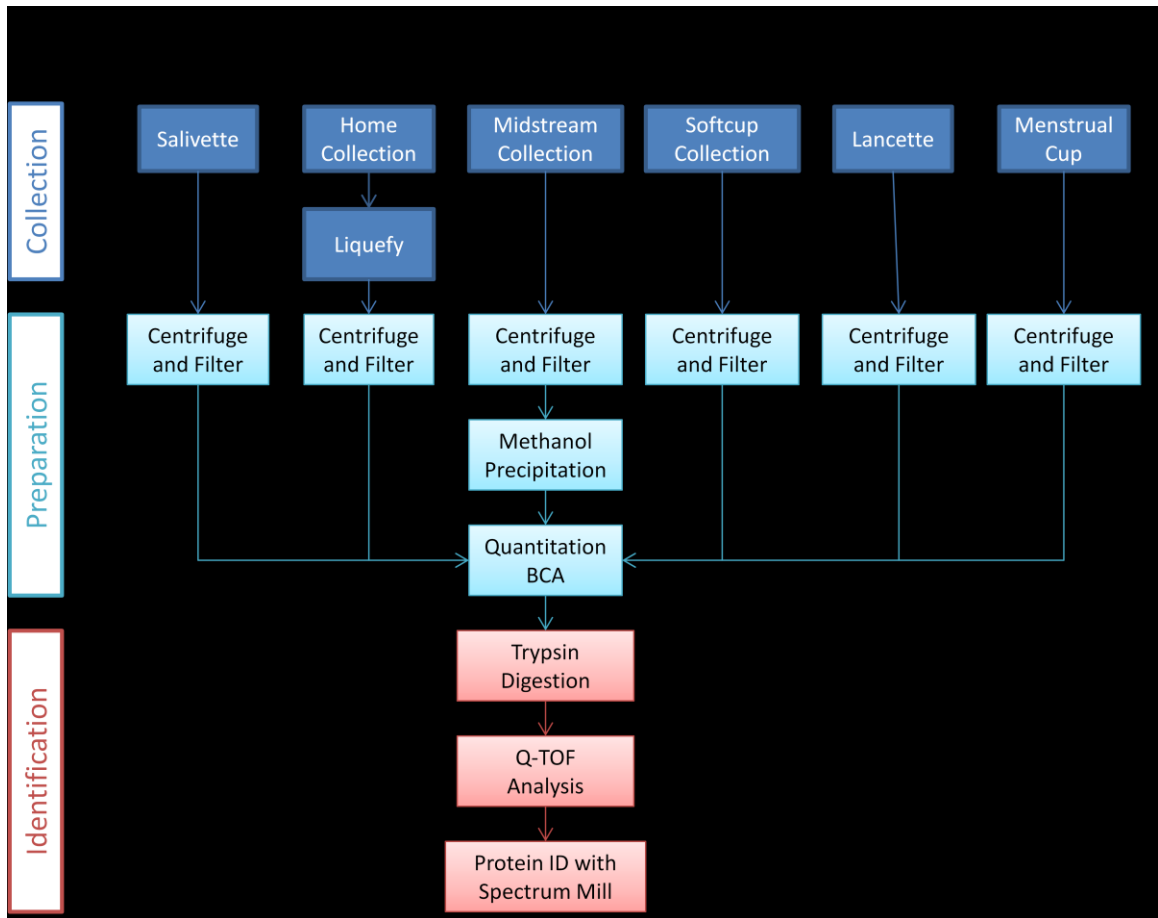 Collection
Salivette
Home
Collection
Midstream
Collection
Softcup
Collection
Lancette
Menstrual
Cup
Liquefy
Preparation
Centrifuge
and Filter
Centrifuge
and Filter
Centrifuge
and Filter
Centrifuge
and Filter
Centrifuge
and Filter
Centrifuge
and Filter
Methanol
Precipitation
Quantitation
BCA
Identification
Trypsin
Digestion
Q-TOF
Analysis
Protein ID with
Spectrum Mill